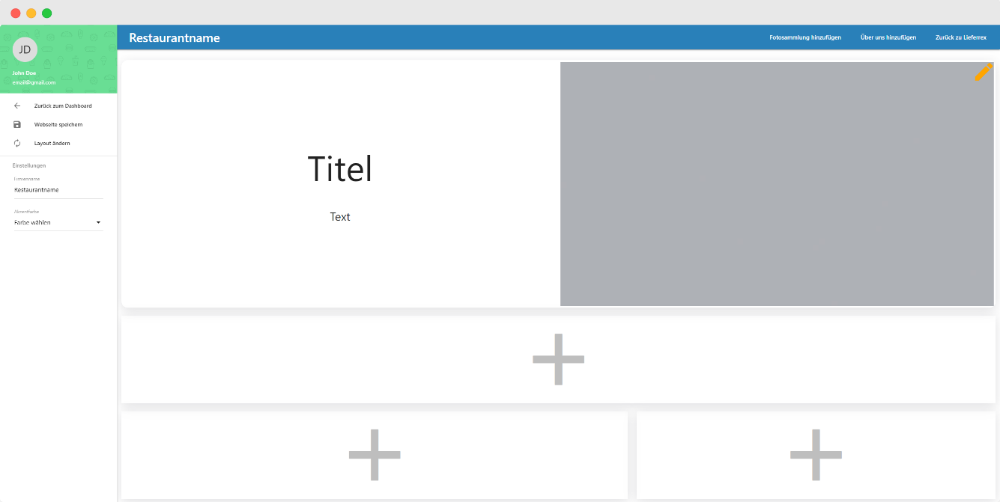 Restaurantname
Fotosammlung hinzufügen
Über uns hinzufügen
Zurück zu Lieferrex
JD
John Doe
email@gmail.com
Zurück zum Dashboard
Webseite speichern
Layout ändern
Einstellungen
Firmenname
Restaurantname
Akzentfarbe
Farbe wählen
Titel
Text